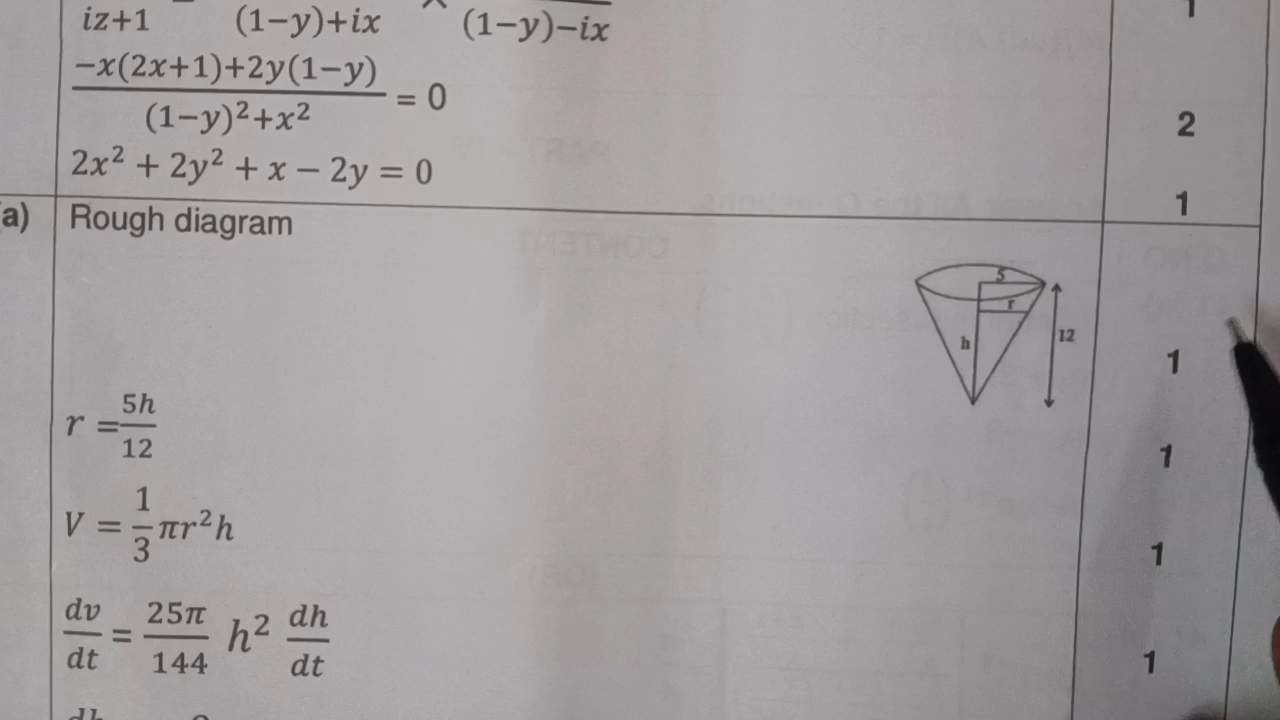 iz+1 (1−y)+ix × (1−y)−ix 1
−x(2x+1)+2y(1−y)
/ (1−y)²+x² = 0
2
2x² + 2y² + x − 2y = 0
1
a) Rough diagram
5
r
h
12
1
r = 5h/12
1
V = 1/3 πr²h
1
dv/dt = 25π/144 h² dh/dt
1